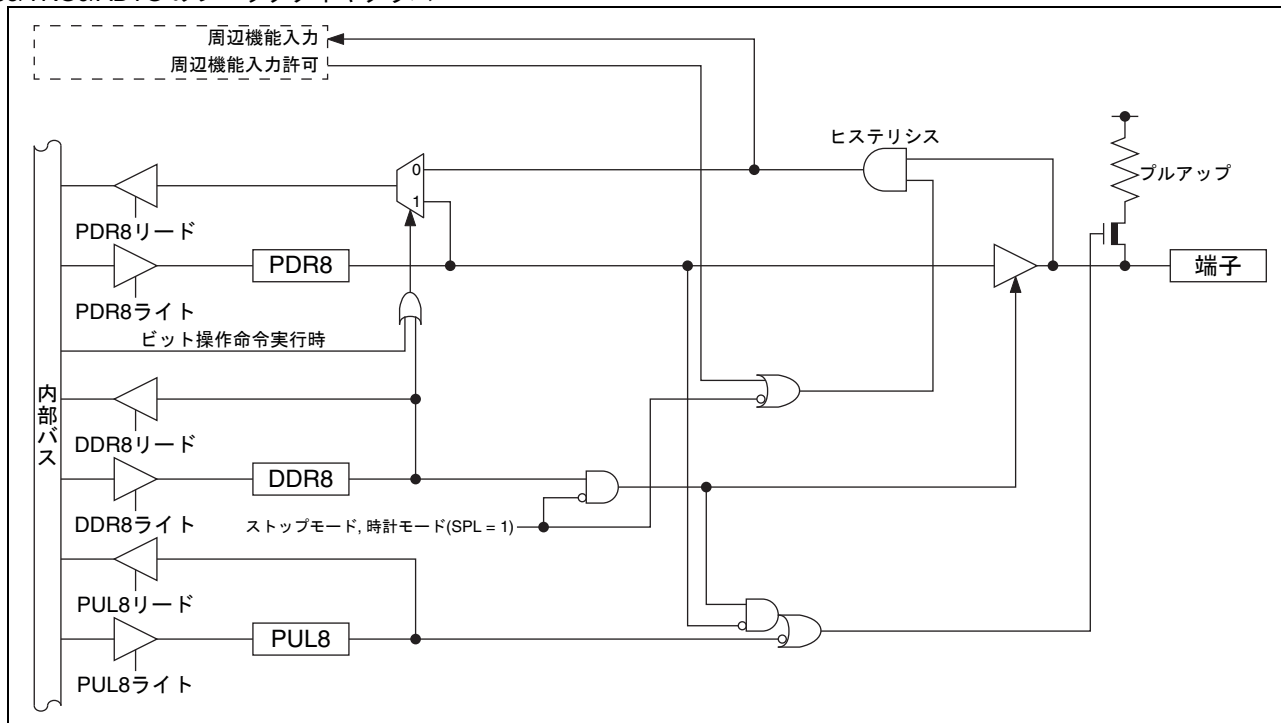 周辺機能入力
周辺機能入力許可
ヒステリシス
プルアップ
0
1
PDR8リード
PDR8
端子
PDR8ライト
ビット操作命令実行時
内部バス
DDR8リード
DDR8
DDR8ライト
ストップモード, 時計モード(SPL = 1)
PUL8リード
PUL8
PUL8ライト